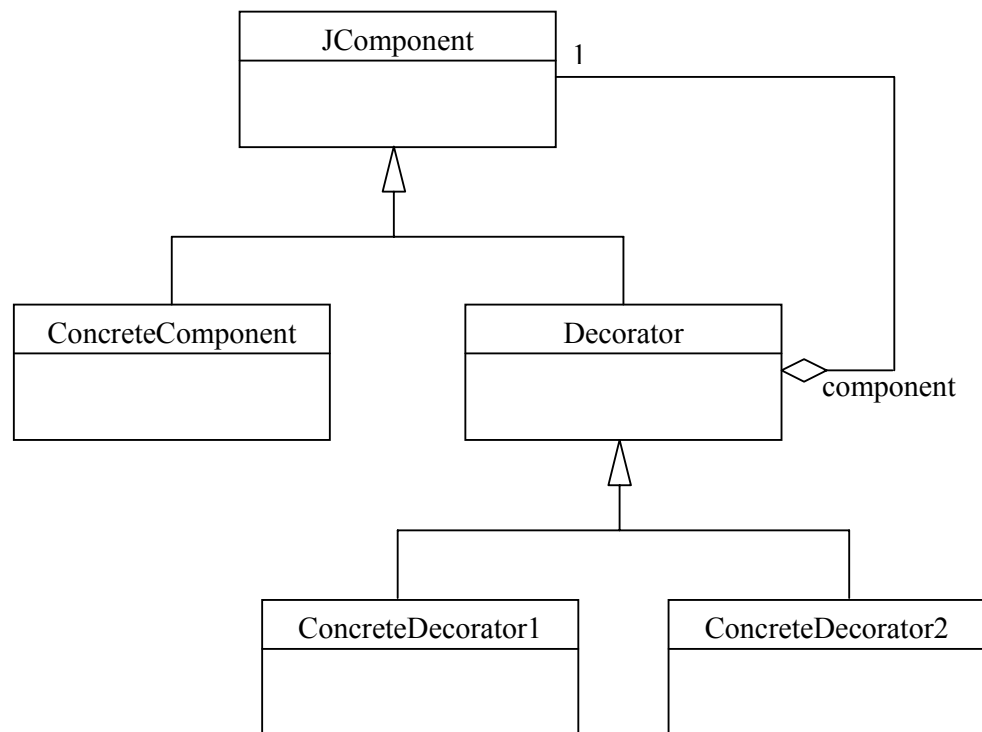 JComponent
1
ConcreteComponent
Decorator
component
ConcreteDecorator1
ConcreteDecorator2